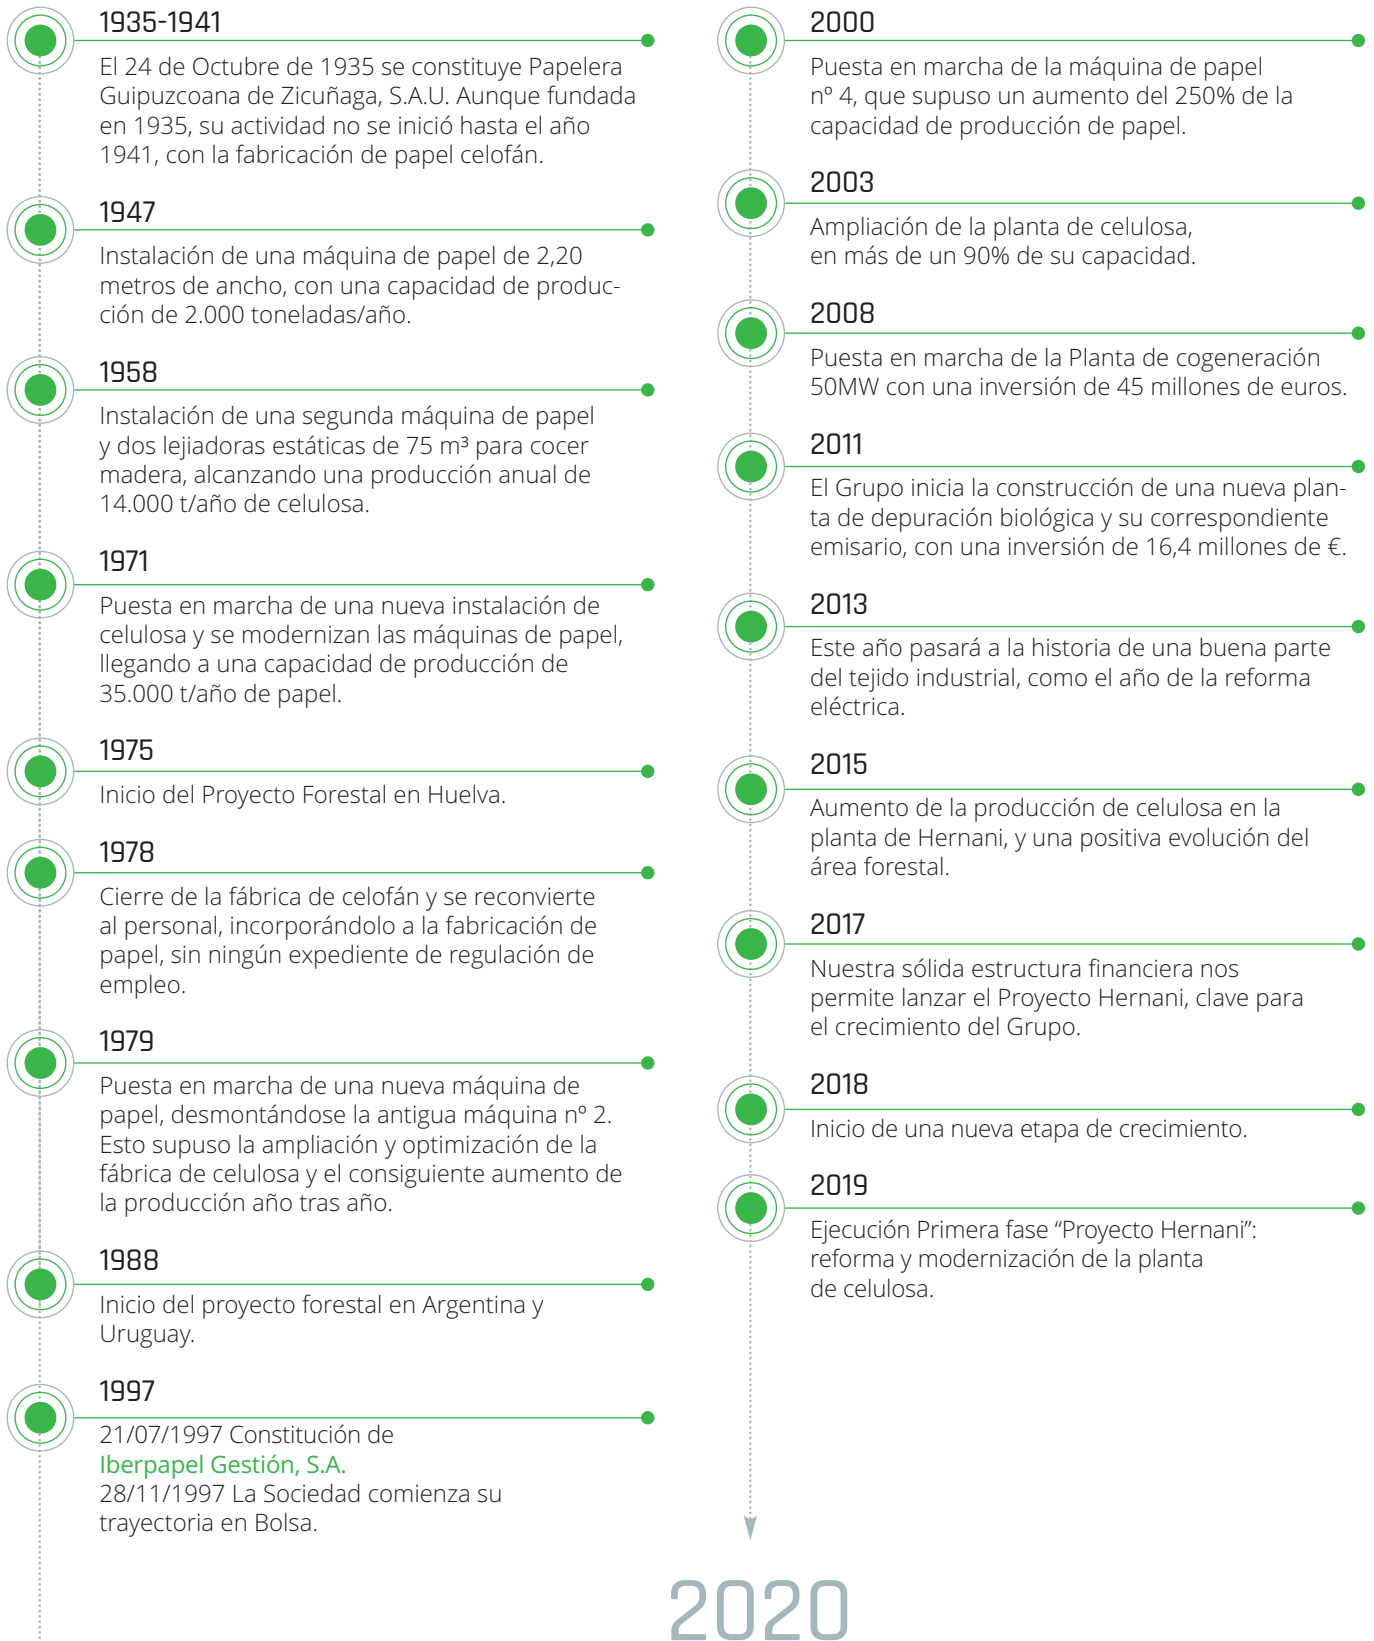 1935-1941
El 24 de Octubre de 1935 se constituye Papelera
Guipuzcoana de Zicuñaga, S.A.U. Aunque fundada
en 1935, su actividad no se inició hasta el año
1941, con la fabricación de papel celofán.
1947
Instalación de una máquina de papel de 2,20
metros de ancho, con una capacidad de produc-
ción de 2.000 toneladas/año.
1958
Instalación de una segunda máquina de papel
y dos lejiadoras estáticas de 75 m³ para cocer
madera, alcanzando una producción anual de
14.000 t/año de celulosa.
1971
Puesta en marcha de una nueva instalación de
celulosa y se modernizan las máquinas de papel,
llegando a una capacidad de producción de
35.000 t/año de papel.
1975
Inicio del Proyecto Forestal en Huelva.
1978
Cierre de la fábrica de celofán y se reconvierte
al personal, incorporándolo a la fabricación de
papel, sin ningún expediente de regulación de
empleo.
1979
Puesta en marcha de una nueva máquina de
papel, desmontándose la antigua máquina nº 2.
Esto supuso la ampliación y optimización de la
fábrica de celulosa y el consiguiente aumento de
la producción año tras año.
1988
Inicio del proyecto forestal en Argentina y
Uruguay.
1997
21/07/1997 Constitución de
Iberpapel Gestión, S.A.
28/11/1997 La Sociedad comienza su
trayectoria en Bolsa.
2000
Puesta en marcha de la máquina de papel
nº 4, que supuso un aumento del 250% de la
capacidad de producción de papel.
2003
Ampliación de la planta de celulosa,
en más de un 90% de su capacidad.
2008
Puesta en marcha de la Planta de cogeneración
50MW con una inversión de 45 millones de euros.
2011
El Grupo inicia la construcción de una nueva plan-
ta de depuración biológica y su correspondiente
emisario, con una inversión de 16,4 millones de €.
2013
Este año pasará a la historia de una buena parte
del tejido industrial, como el año de la reforma
eléctrica.
2015
Aumento de la producción de celulosa en la
planta de Hernani, y una positiva evolución del
área forestal.
2017
Nuestra sólida estructura financiera nos
permite lanzar el Proyecto Hernani, clave para
el crecimiento del Grupo.
2018
Inicio de una nueva etapa de crecimiento.
2019
Ejecución Primera fase “Proyecto Hernani”:
reforma y modernización de la planta
de celulosa.
2020